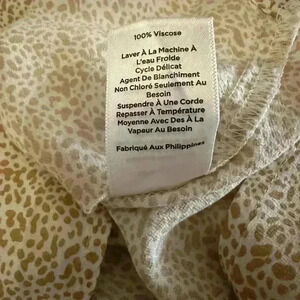 100% Viscose
Laver À La Machine À
L'eau Froide
Cycle Délicat
Agent De Blanchiment
Non Chloré Seulement Au
Besoin
Suspendre À Une Corde
Repasser À Température
Moyenne Avec Des À La
Vapeur Au Besoin
Fabriqué Aux Philippines